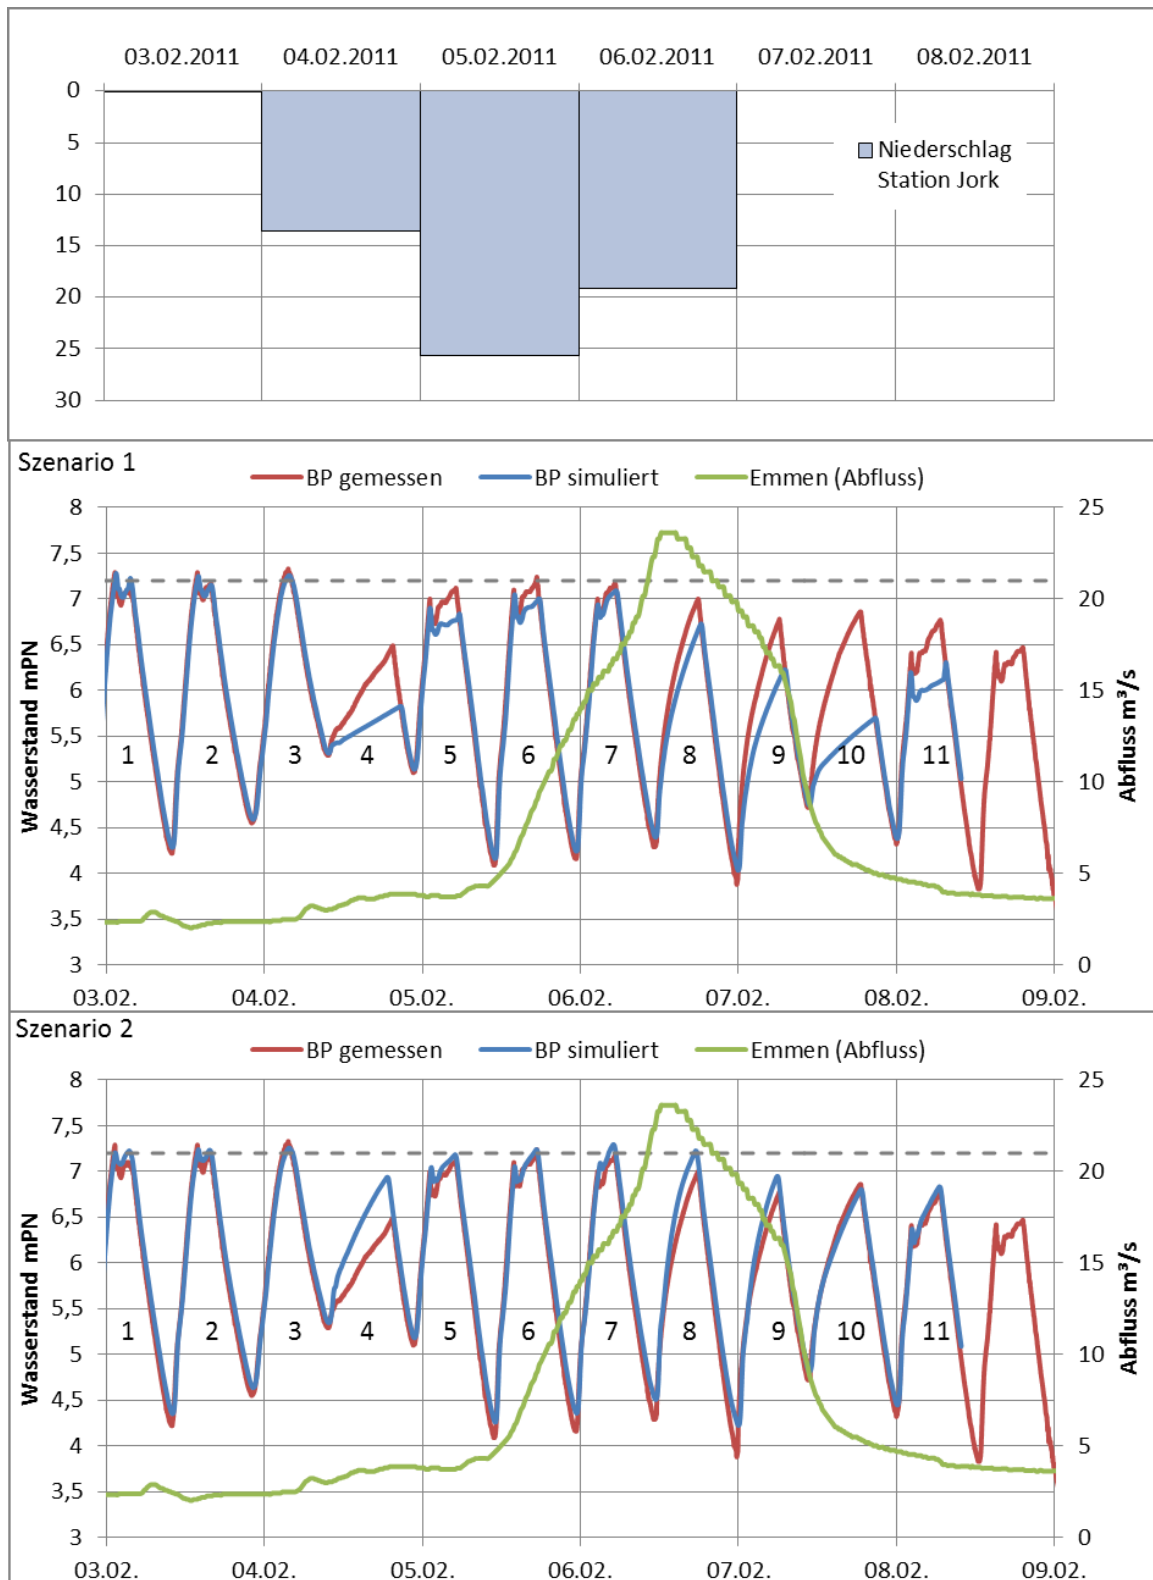 03.02.2011 04.02.2011 05.02.2011 06.02.2011 07.02.2011 08.02.2011
0
5
10
15
20
25
30
Niederschlag
Station Jork
Szenario 1
BP gemessen BP simuliert Emmen (Abfluss)
8 25
7,5
7 20
6,5
6 15
5,5
5 10
4,5
4 5
3,5
3 0
Wasserstand mPN
Abfluss m³/s
1 2 3 4 5 6 7 8 9 10 11
03.02. 04.02. 05.02. 06.02. 07.02. 08.02. 09.02.
Szenario 2
BP gemessen BP simuliert Emmen (Abfluss)
8 25
7,5
7 20
6,5
6 15
5,5
5 10
4,5
4 5
3,5
3 0
Wasserstand mPN
Abfluss m³/s
1 2 3 4 5 6 7 8 9 10 11
03.02. 04.02. 05.02. 06.02. 07.02. 08.02. 09.02.